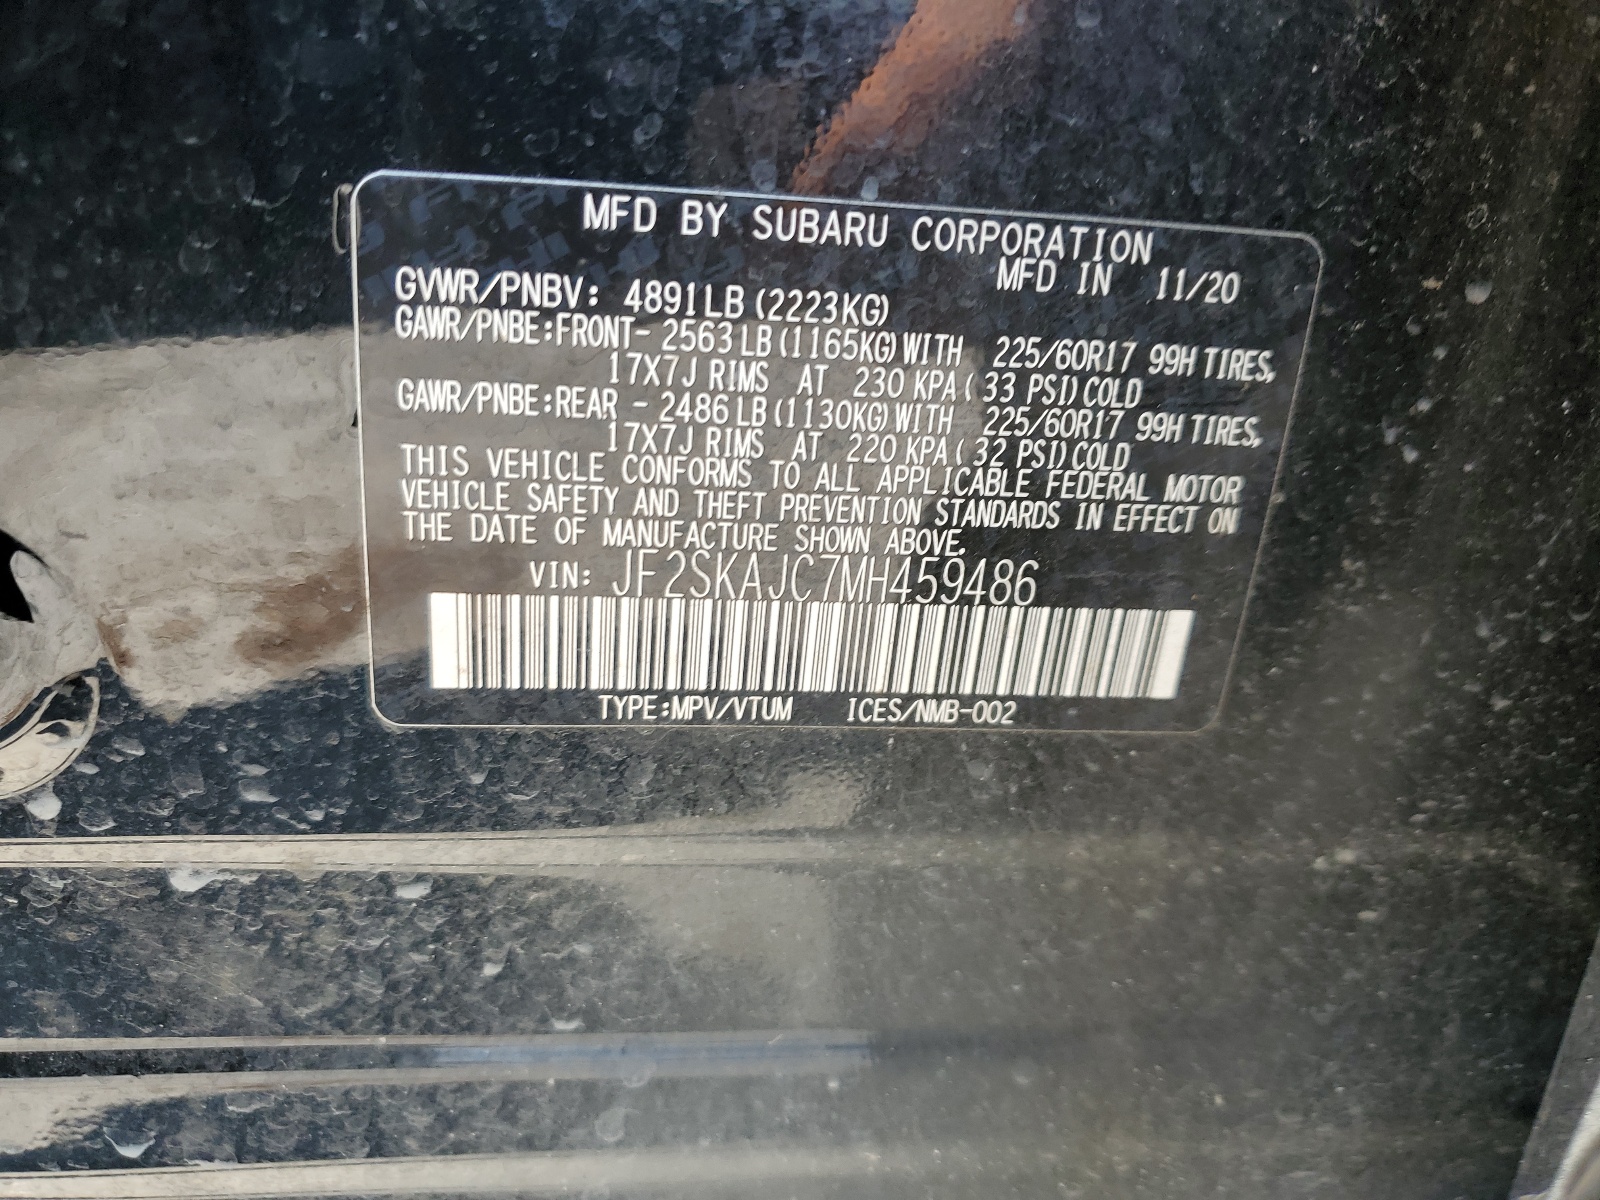 MFD BY SUBARU CORPORATION
MFD IN 11/20
GVWR/PNBV: 4891LB (2223KG)
GAWR/PNBE:FRONT- 2563 LB (1165KG) WITH 225/60R17 99H TIRES,
17X7J RIMS AT 230 KPA ( 33 PSI) COLD
GAWR/PNBE:REAR - 2486 LB (1130KG) WITH 225/60R17 99H TIRES,
17X7J RIMS AT 220 KPA ( 32 PSI) COLD
THIS VEHICLE CONFORMS TO ALL APPLICABLE FEDERAL MOTOR
VEHICLE SAFETY AND THEFT PREVENTION STANDARDS IN EFFECT ON
THE DATE OF MANUFACTURE SHOWN ABOVE.
VIN: JF2SKAJC7MH459486
TYPE:MPV/VTUM ICES/NMB-002